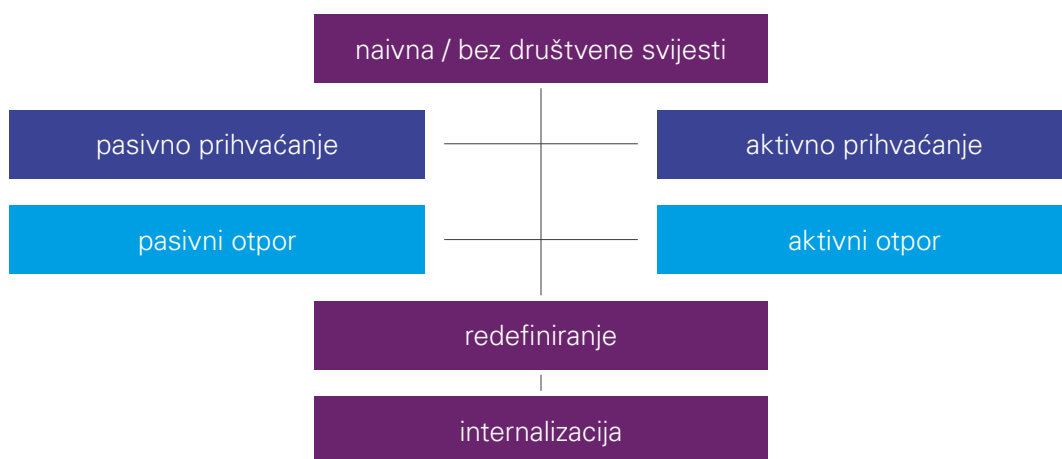 naivna / bez društvene svijesti
pasivno prihvaćanje
aktivno prihvaćanje
pasivni otpor
aktivni otpor
redefiniranje
internalizacija